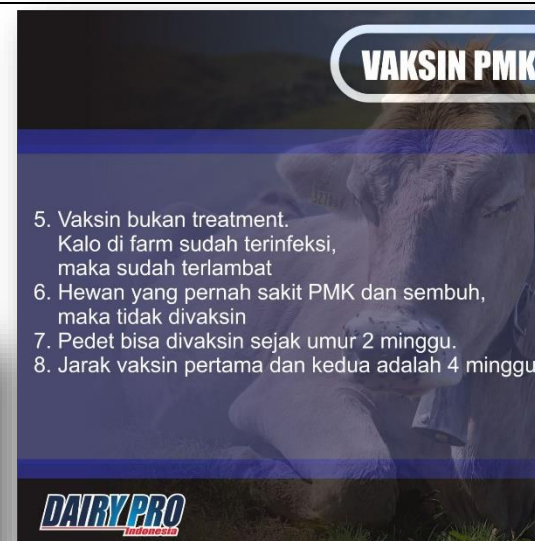 VAKSIN PMK
5. Vaksin bukan treatment.
Kalo di farm sudah terinfeksi,
maka sudah terlambat
6. Hewan yang pernah sakit PMK dan sembuh,
maka tidak divaksin
7. Pedet bisa divaksin sejak umur 2 minggu.
8. Jarak vaksin pertama dan kedua adalah 4 minggu
DAIRY PRO
Indonesia